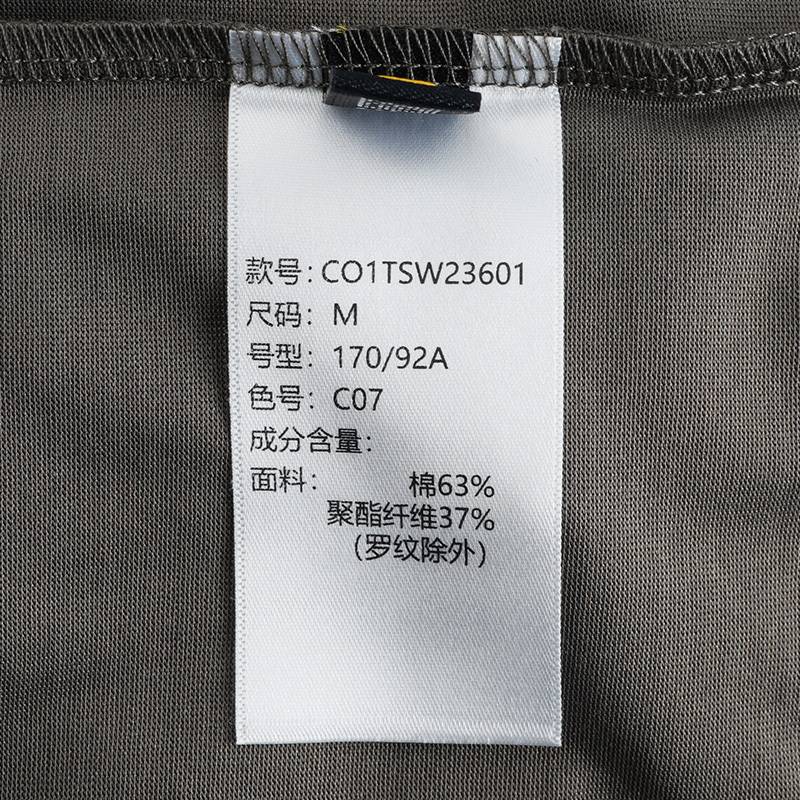 款号: CO1TSW23601
尺码: M
号型: 170/92A
色号: C07
成分含量:
面料: 棉63%
聚酯纤维37%
(罗纹除外)